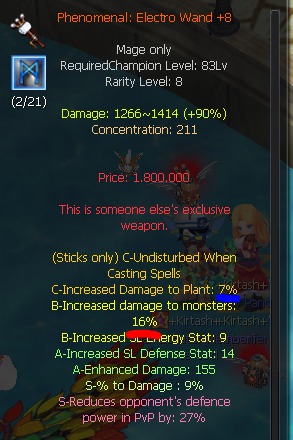 Phenomenal: Electro Wand +8
Mage only
RequiredChampion Level: 83Lv
Rarity Level: 8
(2/21)
Damage: 1266~1414 (+90%)
Concentration: 211
Price: 1.800.000
This is someone else's exclusive
weapon.
(Sticks only) C-Undisturbed When
Casting Spells
C-Increased Damage to Plant: 7%
B-Increased damage to monsters:
16%
+Kirtash+Kirtash+
B-Increased SL Energy Stat: 9
A-Increased SL Defense Stat: 14
A-Enhanced Damage: 155
S-% to Damage : 9%
S-Reduces opponent's defence
power in PvP by: 27%